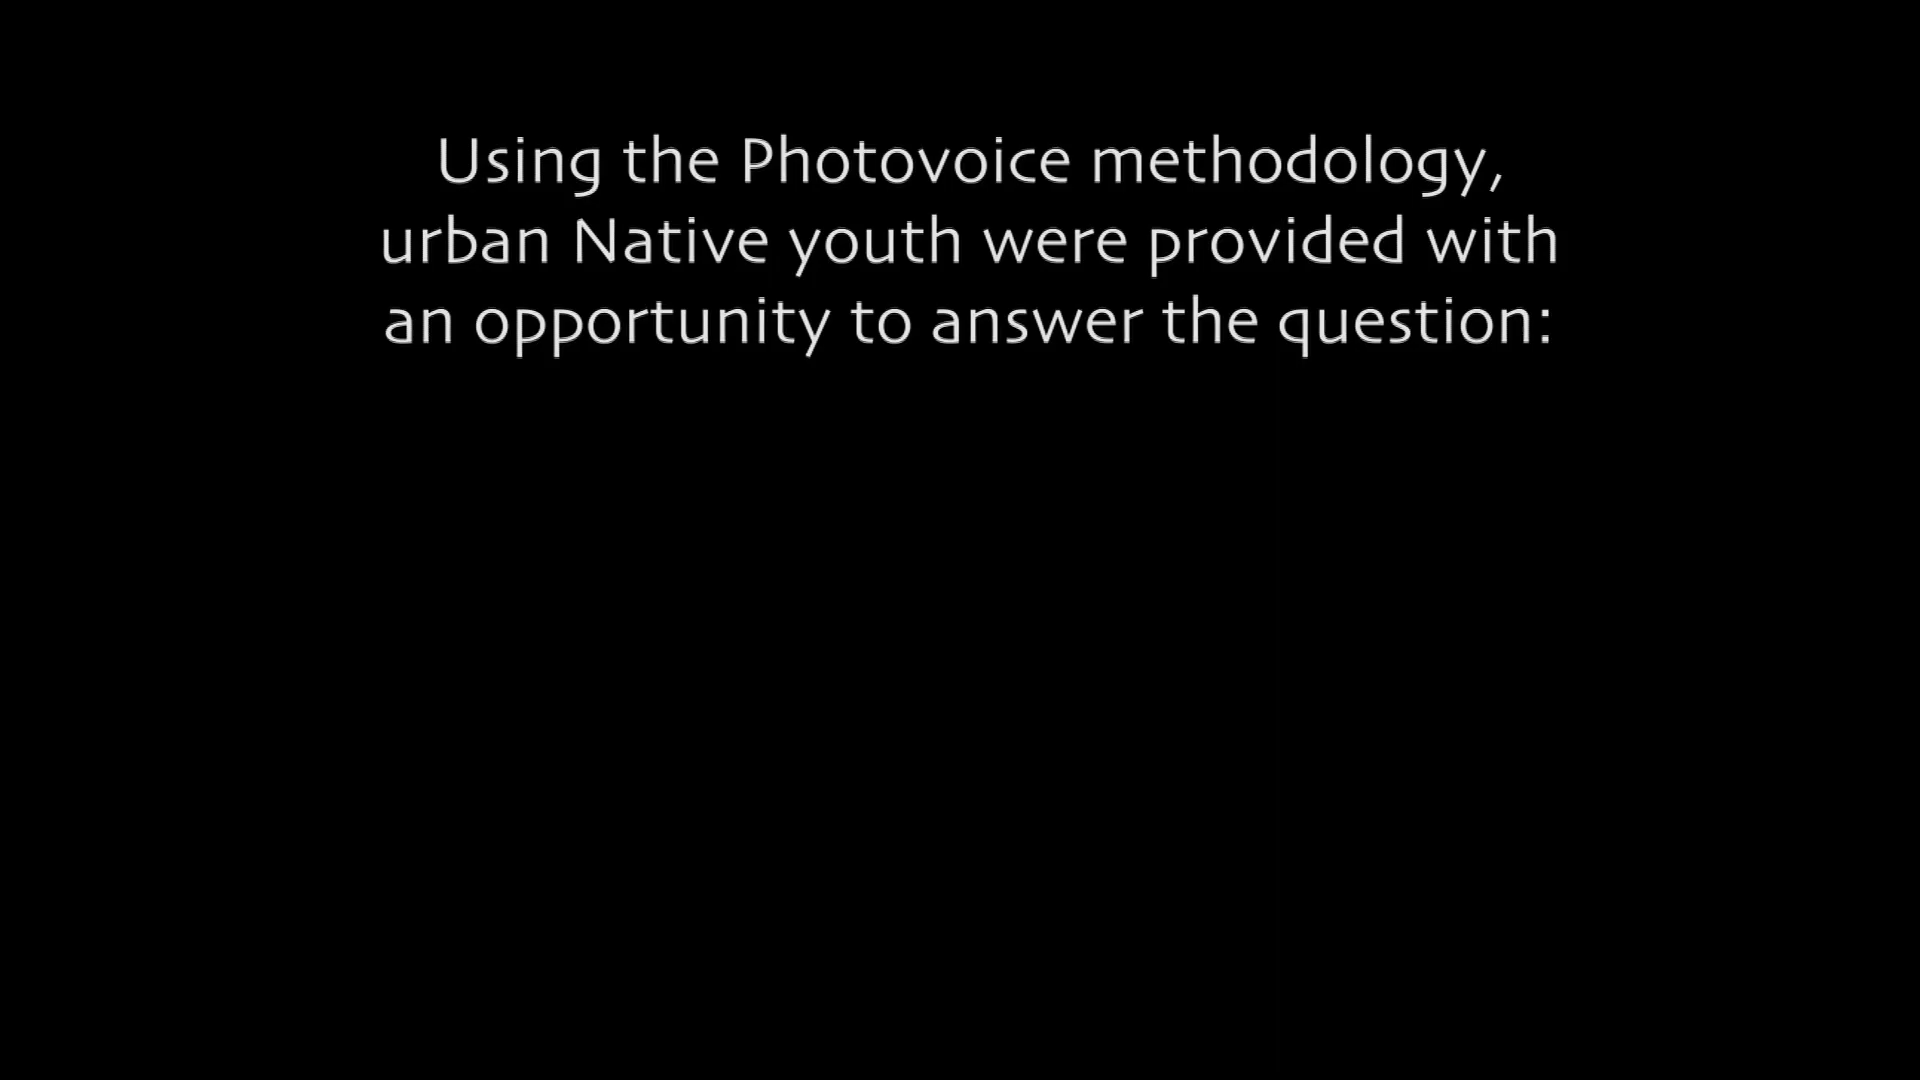 Using the Photovoice methodology,
urban Native youth were provided with
an opportunity to answer the question: